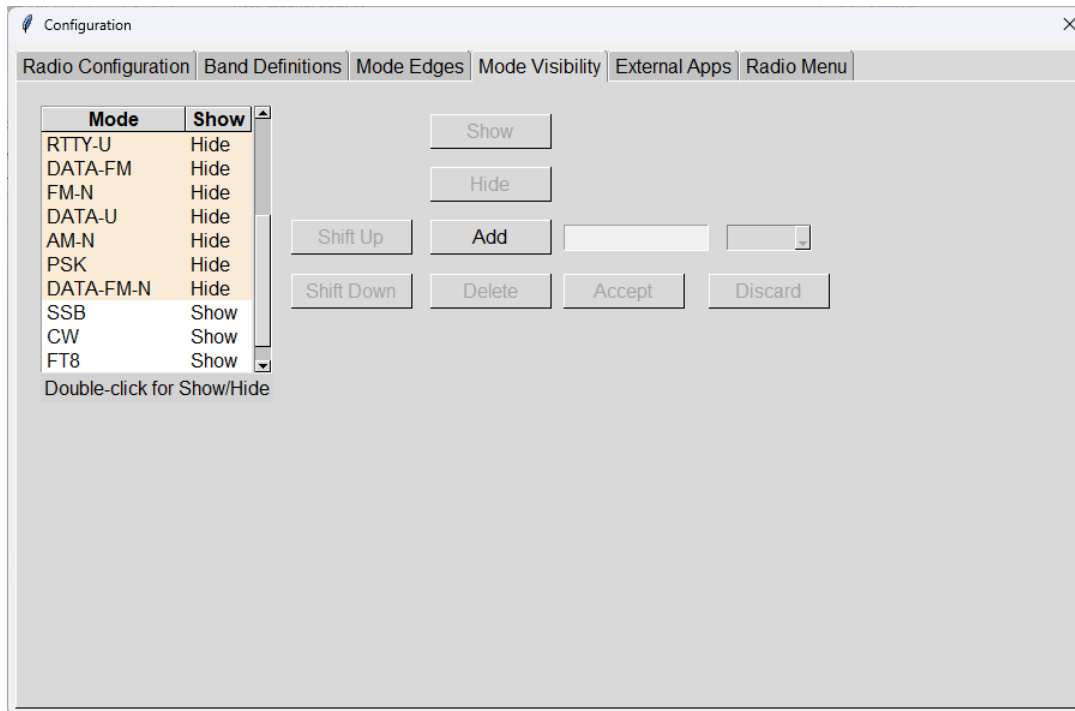 Configuration
Radio Configuration Band Definitions Mode Edges Mode Visibility External Apps Radio Menu
Mode Show
RTTY-U Hide
DATA-FM Hide
FM-N Hide
DATA-U Hide
AM-N Hide
PSK Hide
DATA-FM-N Hide
SSB Show
CW Show
FT8 Show
Double-click for Show/Hide
Show
Hide
Shift Up Add
Shift Down Delete Accept Discard